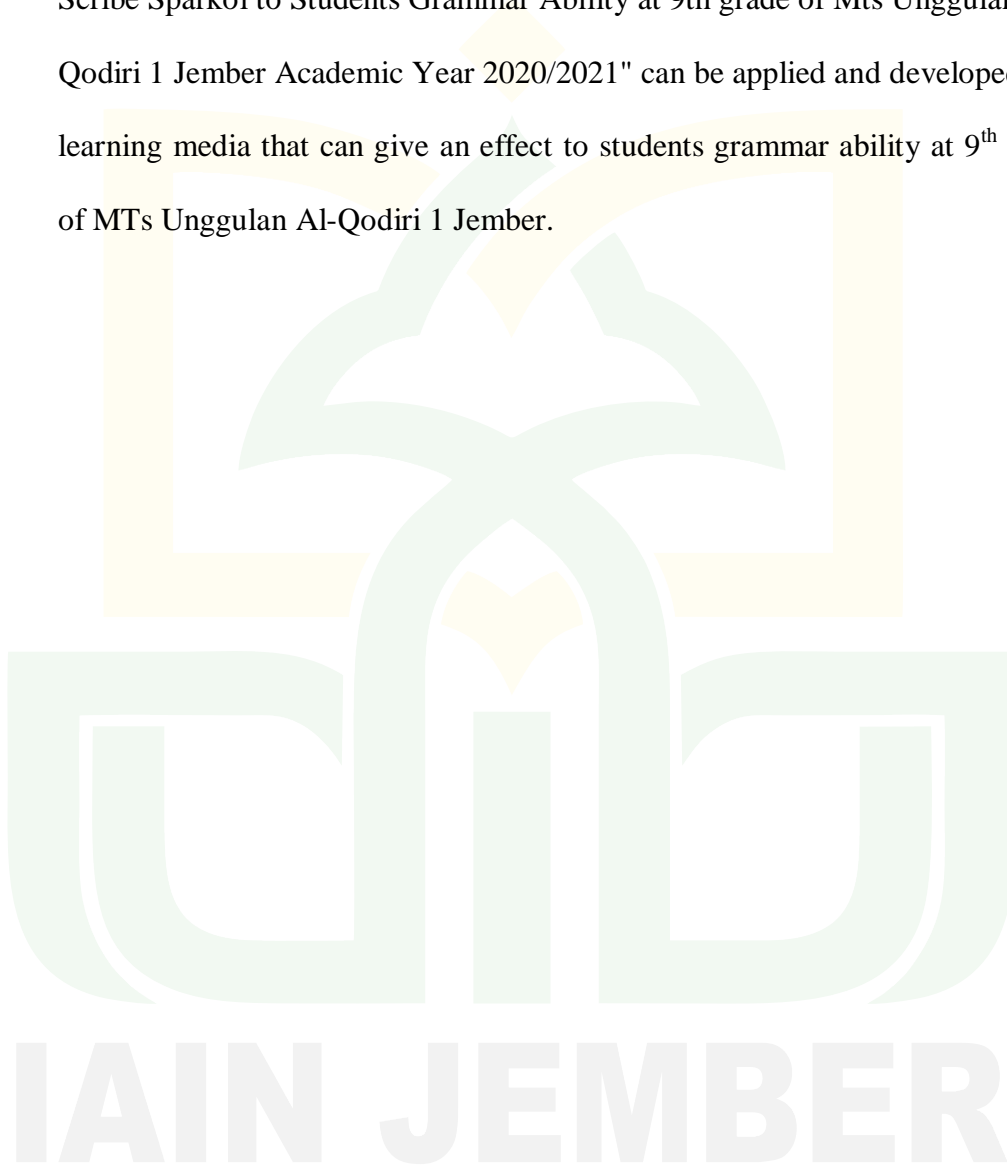 Scribe Sparkol to Students Grammar Ability at 9th grade of Mts Unggulan
Qodiri 1 Jember Academic Year 2020/2021" can be applied and developed
learning media that can give an effect to students grammar ability at 9th
of MTs Unggulan Al-Qodiri 1 Jember.
IAIN JEMBER